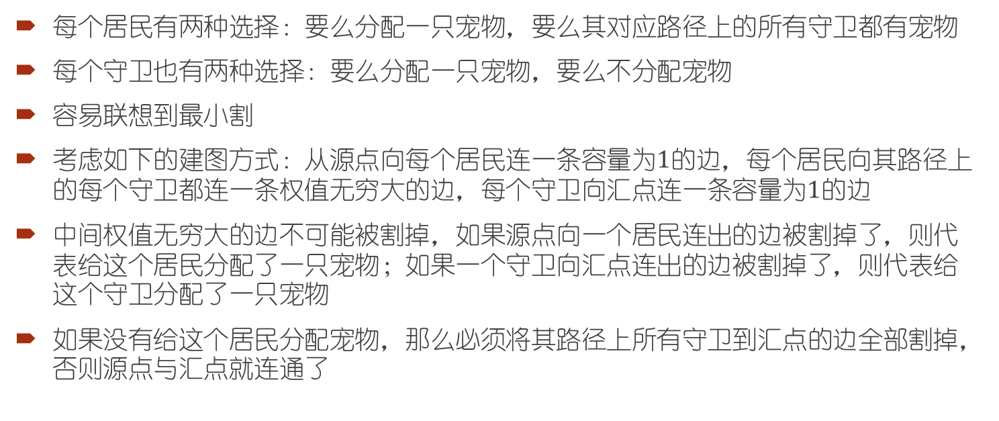 每个居民有两种选择：要么分配一只宠物，要么其对应路径上的所有守卫都有宠物
每个守卫也有两种选择：要么分配一只宠物，要么不分配宠物
容易联想到最小割
考虑如下的建图方式：从源点向每个居民连一条容量为1的边，每个居民向其路径上
的每个守卫都连一条权值无穷大的边，每个守卫向汇点连一条容量为1的边
中间权值无穷大的边不可能被割掉，如果源点向一个居民连出的边被割掉了，则代
表给这个居民分配了一只宠物；如果一个守卫向汇点连出的边被割掉了，则代表给
这个守卫分配了一只宠物
如果没有给这个居民分配宠物，那么必须将其路径上所有守卫到汇点的边全部割掉，
否则源点与汇点就连通了